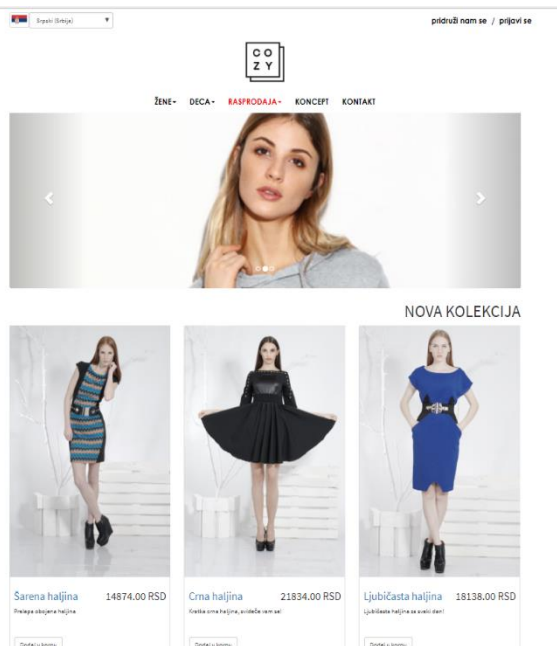 Srpski (Srbija)
pridruži nam se / prijavi se
CO
ZY
ŽENE DECA RASPRODAJA KONCEPT KONTAKT
NOVA KOLEKCIJA
Šarena haljina 14874.00 RSD
Prelepa obojena haljina
Crna haljina 21834.00 RSD
Kratka crna haljina, svideće vam se!
Ljubičasta haljina 18138.00 RSD
Ljubičasta haljina za svaki dan!
Dodaj u korpu
Dodaj u korpu
Dodaj u korpu